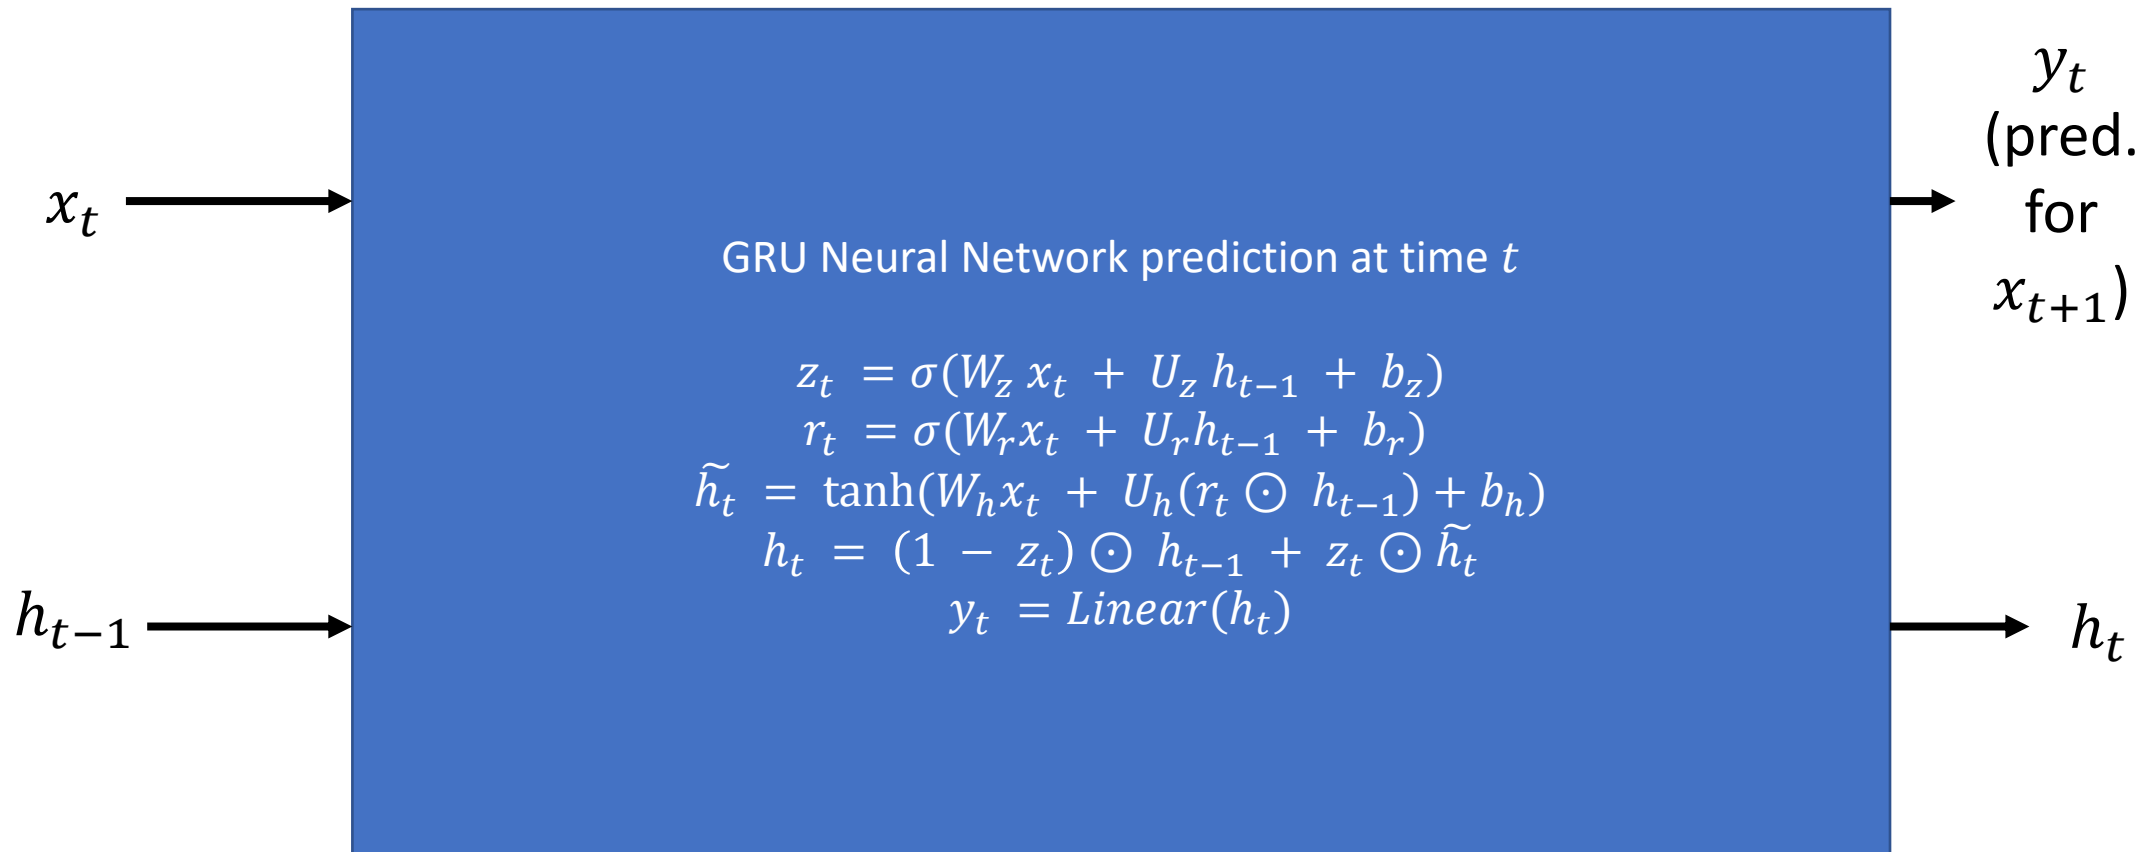 x_t
h_{t−1}
GRU Neural Network prediction at time t
z_t = σ(W_z x_t + U_z h_{t−1} + b_z)
r_t = σ(W_r x_t + U_r h_{t−1} + b_r)
h̃_t = tanh(W_h x_t + U_h(r_t ⊙ h_{t−1}) + b_h)
h_t = (1 − z_t) ⊙ h_{t−1} + z_t ⊙ h̃_t
y_t = Linear(h_t)
y_t
(pred.
for
x_{t+1})
h_t